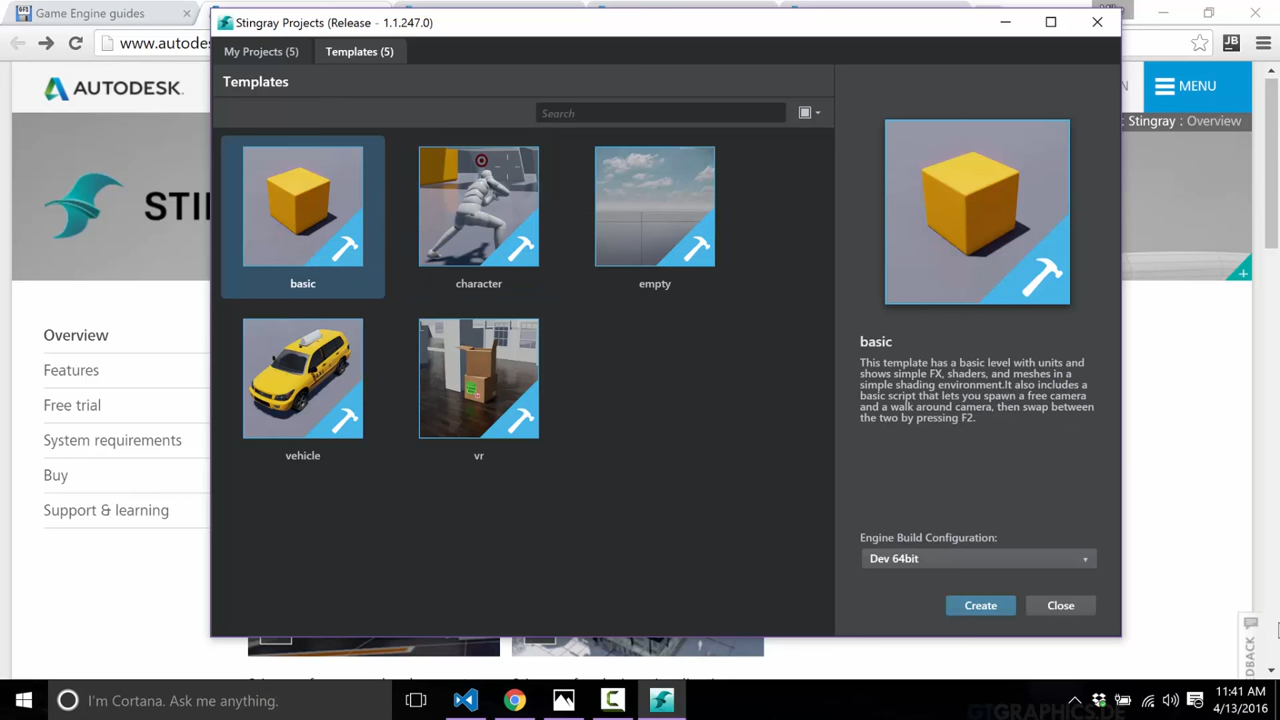 Game Engine guides
Stingray Projects (Release - 1.1.247.0)
www.autodes
JB
My Projects (5)
Templates (5)
AUTODESK.
N
MENU
Templates
Search
: Stingray : Overview
STI
basic
character
empty
basic
This template has a basic level with units and
shows simple FX, shaders, and meshes in a
simple shading environment.It also includes a
basic script that lets you spawn a free camera
and a walk around camera, then swap between
the two by pressing F2.
Overview
Features
Free trial
System requirements
Buy
Support & learning
vehicle
vr
Engine Build Configuration:
Dev 64bit
Create
Close
I'm Cortana. Ask me anything.
11:41 AM
4/13/2016
GTGRAPHICS.DE